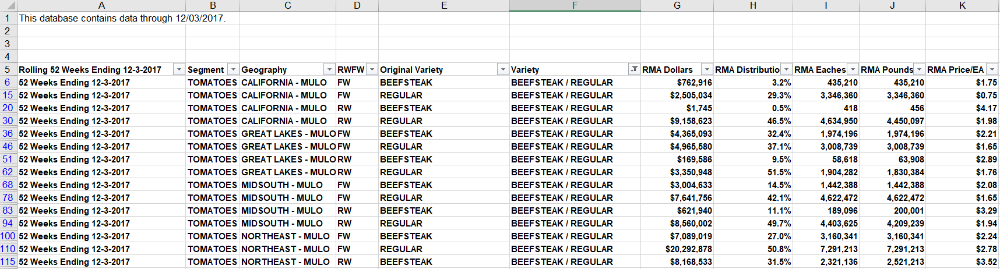 A B C D E F G H I J K
1 This database contains data through 12/03/2017.
2
3
4
5 Rolling 52 Weeks Ending 12-3-2017 Segment Geography RWFW Original Variety Variety RMA Dollars RMA Distributio RMA Eaches RMA Pounds RMA Price/EA
6 52 Weeks Ending 12-3-2017 TOMATOES CALIFORNIA - MULO FW BEEFSTEAK BEEFSTEAK / REGULAR $762,916 3.2% 435,210 435,210 $1.75
15 52 Weeks Ending 12-3-2017 TOMATOES CALIFORNIA - MULO FW REGULAR BEEFSTEAK / REGULAR $2,505,034 29.3% 3,346,360 3,346,360 $0.75
20 52 Weeks Ending 12-3-2017 TOMATOES CALIFORNIA - MULO RW BEEFSTEAK BEEFSTEAK / REGULAR $1,745 0.5% 418 456 $4.17
30 52 Weeks Ending 12-3-2017 TOMATOES CALIFORNIA - MULO RW REGULAR BEEFSTEAK / REGULAR $9,158,623 46.5% 4,634,950 4,450,097 $1.98
36 52 Weeks Ending 12-3-2017 TOMATOES GREAT LAKES - MULO FW BEEFSTEAK BEEFSTEAK / REGULAR $4,365,093 32.4% 1,974,196 1,974,196 $2.21
46 52 Weeks Ending 12-3-2017 TOMATOES GREAT LAKES - MULO FW REGULAR BEEFSTEAK / REGULAR $4,965,580 37.1% 3,008,739 3,008,739 $1.65
51 52 Weeks Ending 12-3-2017 TOMATOES GREAT LAKES - MULO RW BEEFSTEAK BEEFSTEAK / REGULAR $169,586 9.5% 58,618 63,908 $2.89
62 52 Weeks Ending 12-3-2017 TOMATOES GREAT LAKES - MULO RW REGULAR BEEFSTEAK / REGULAR $3,350,948 51.5% 1,904,282 1,830,384 $1.76
68 52 Weeks Ending 12-3-2017 TOMATOES MIDSOUTH - MULO FW BEEFSTEAK BEEFSTEAK / REGULAR $3,004,633 14.5% 1,442,388 1,442,388 $2.08
78 52 Weeks Ending 12-3-2017 TOMATOES MIDSOUTH - MULO FW REGULAR BEEFSTEAK / REGULAR $7,641,756 42.1% 4,622,472 4,622,472 $1.65
83 52 Weeks Ending 12-3-2017 TOMATOES MIDSOUTH - MULO RW BEEFSTEAK BEEFSTEAK / REGULAR $621,940 11.1% 189,096 200,001 $3.29
94 52 Weeks Ending 12-3-2017 TOMATOES MIDSOUTH - MULO RW REGULAR BEEFSTEAK / REGULAR $8,560,002 49.7% 4,403,625 4,209,239 $1.94
100 52 Weeks Ending 12-3-2017 TOMATOES NORTHEAST - MULO FW BEEFSTEAK BEEFSTEAK / REGULAR $7,089,019 27.0% 3,160,341 3,160,341 $2.24
110 52 Weeks Ending 12-3-2017 TOMATOES NORTHEAST - MULO FW REGULAR BEEFSTEAK / REGULAR $20,292,878 50.8% 7,291,213 7,291,213 $2.78
115 52 Weeks Ending 12-3-2017 TOMATOES NORTHEAST - MULO RW BEEFSTEAK BEEFSTEAK / REGULAR $8,168,533 31.5% 2,321,136 2,521,213 $3.52